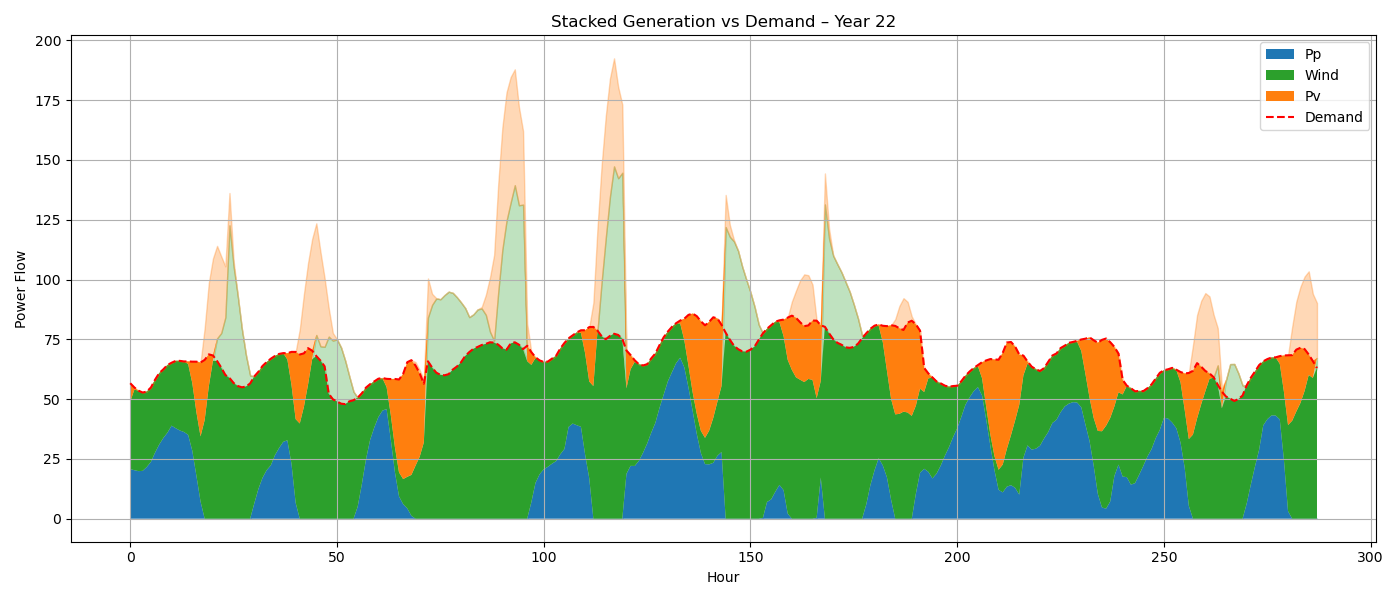 Stacked Generation vs Demand – Year 22
200
175
150
125
100
75
50
25
0
Power Flow
0 50 100 150 200 250 300
Hour
Pp
Wind
Pv
Demand